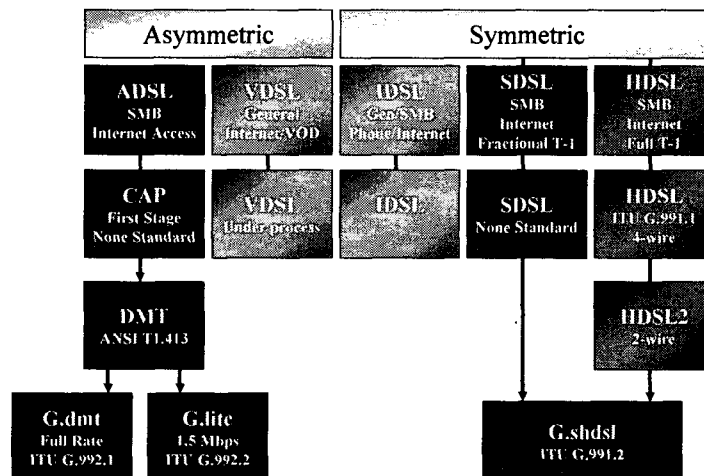 Asymmetric
Symmetric
ADSL
SMB
Internet Access
VDSL
General
Internet/VOD
IDSL
Gen/SMB
Phone/Internet
SDSL
SMB
Internet
Fractional T-1
HDSL
SMB
Internet
Full T-1
CAP
First Stage
None Standard
VDSL
Under process
IDSL
SDSL
None Standard
HDSL
ITU G.991.1
4-wire
DMT
ANSI T1.413
HDSL2
2-wire
G.dmt
Full Rate
ITU G.992.1
G.lite
1.5 Mbps
ITU G.992.2
G.shdsl
ITU G.991.2